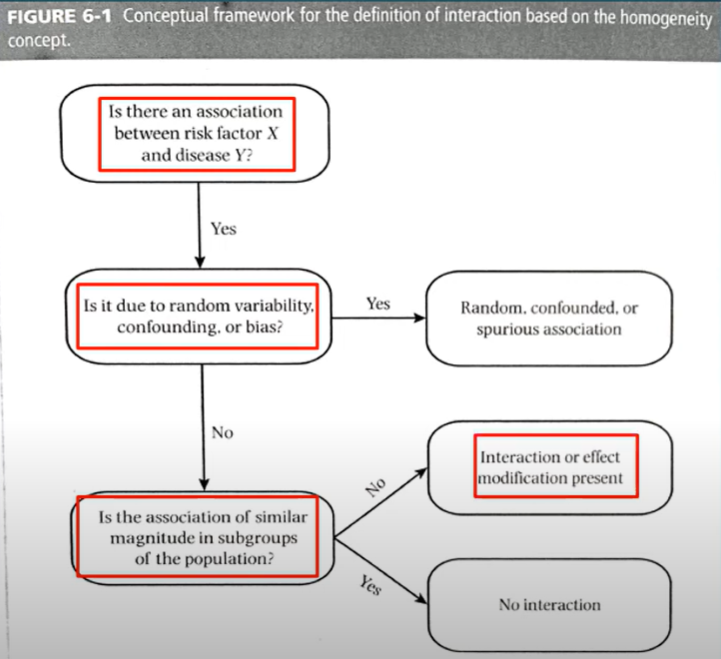 FIGURE 6-1 Conceptual framework for the definition of interaction based on the homogeneity
concept.
Is there an association
between risk factor X
and disease Y?
Yes
Is it due to random variability,
confounding, or bias?
Yes
Random, confounded, or
spurious association
No
Is the association of similar
magnitude in subgroups
of the population?
No
Interaction or effect
modification present
Yes
No interaction